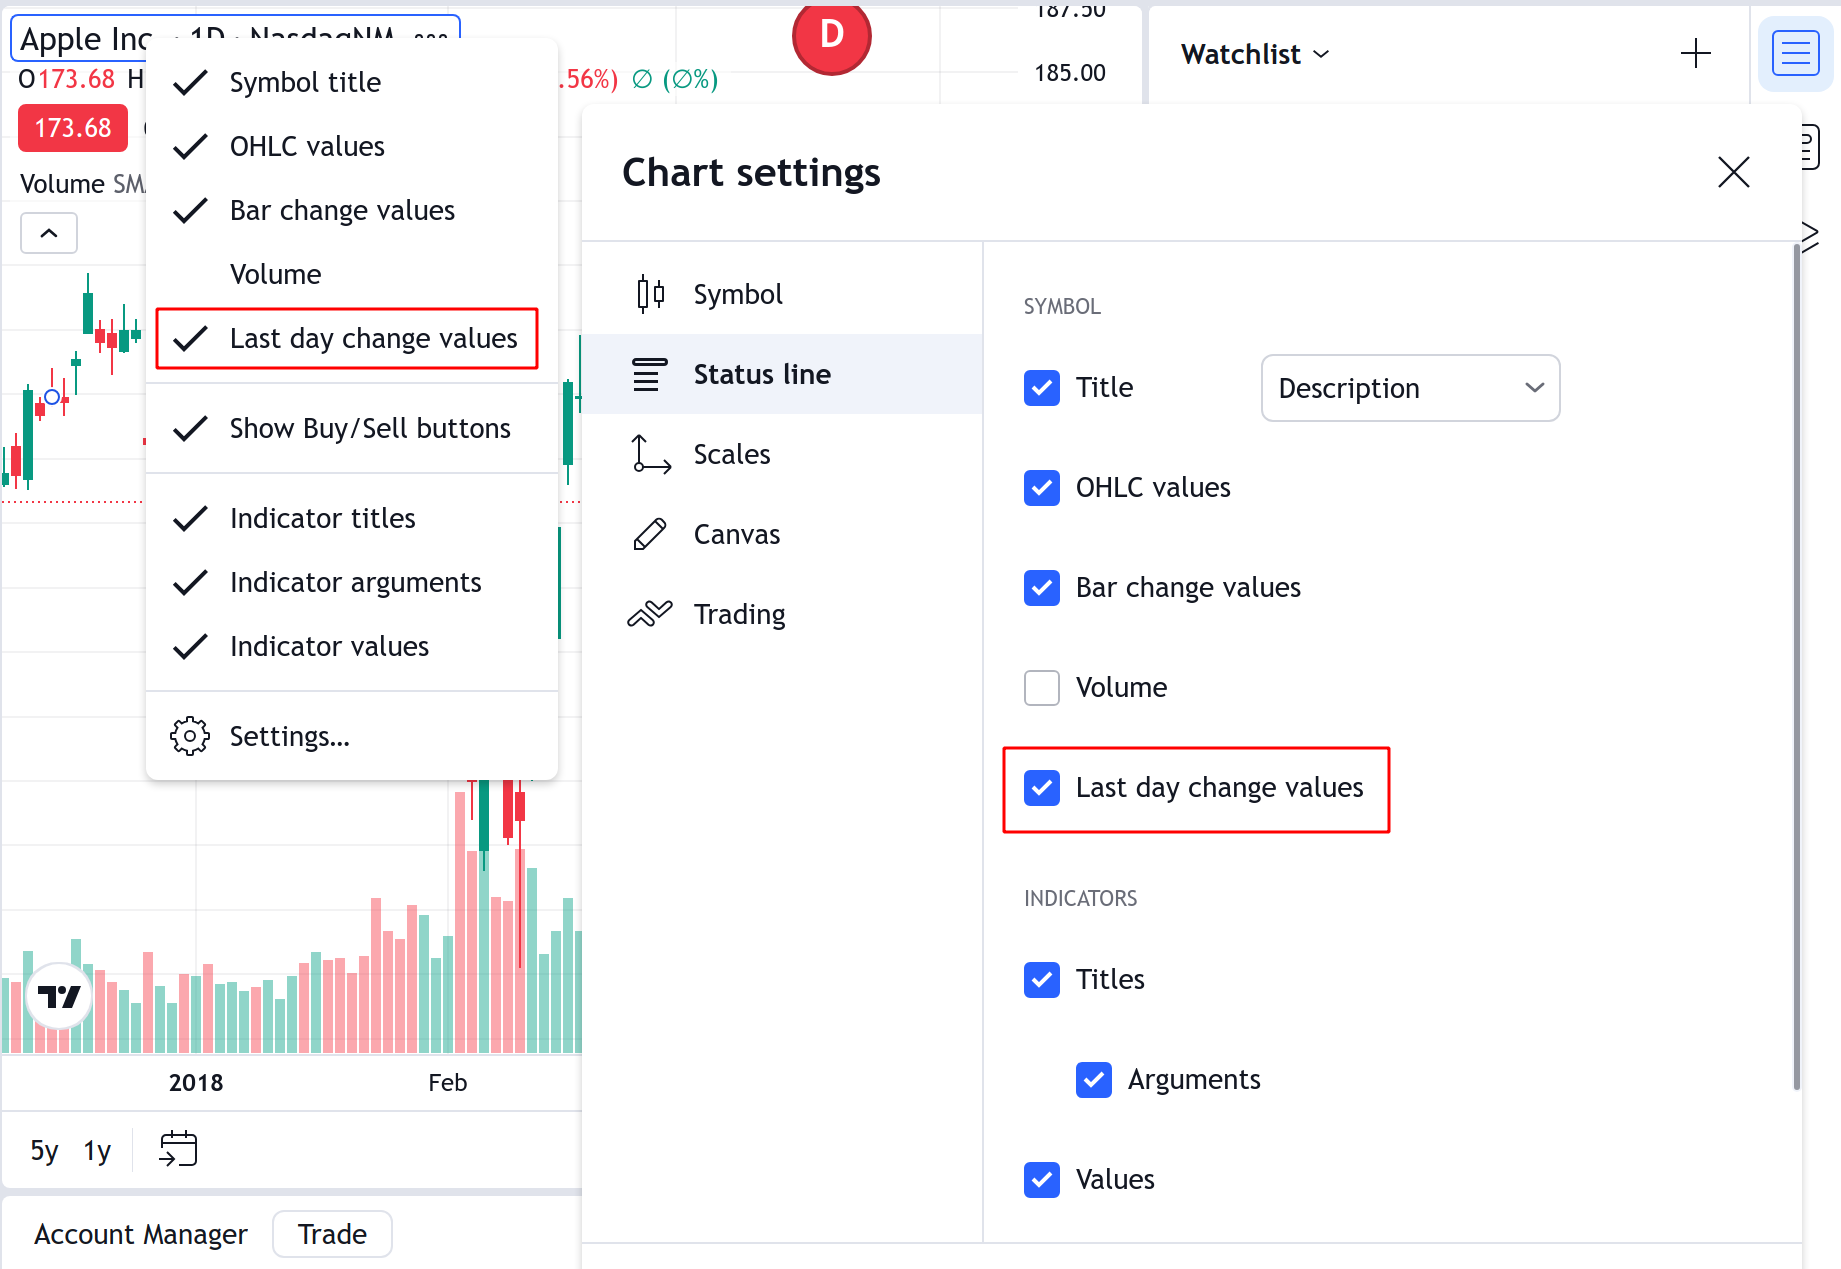 Apple Inc
O173.68 H
.56%) ∅ (∅%)
173.68
Volume SM
Symbol title
OHLC values
Bar change values
Volume
Last day change values
Show Buy/Sell buttons
Indicator titles
Indicator arguments
Indicator values
Settings...
2018
Feb
5y 1y
Account Manager
Trade
D
187.50
185.00
Watchlist
Chart settings
Symbol
Status line
Scales
Canvas
Trading
SYMBOL
Title
Description
OHLC values
Bar change values
Volume
Last day change values
INDICATORS
Titles
Arguments
Values